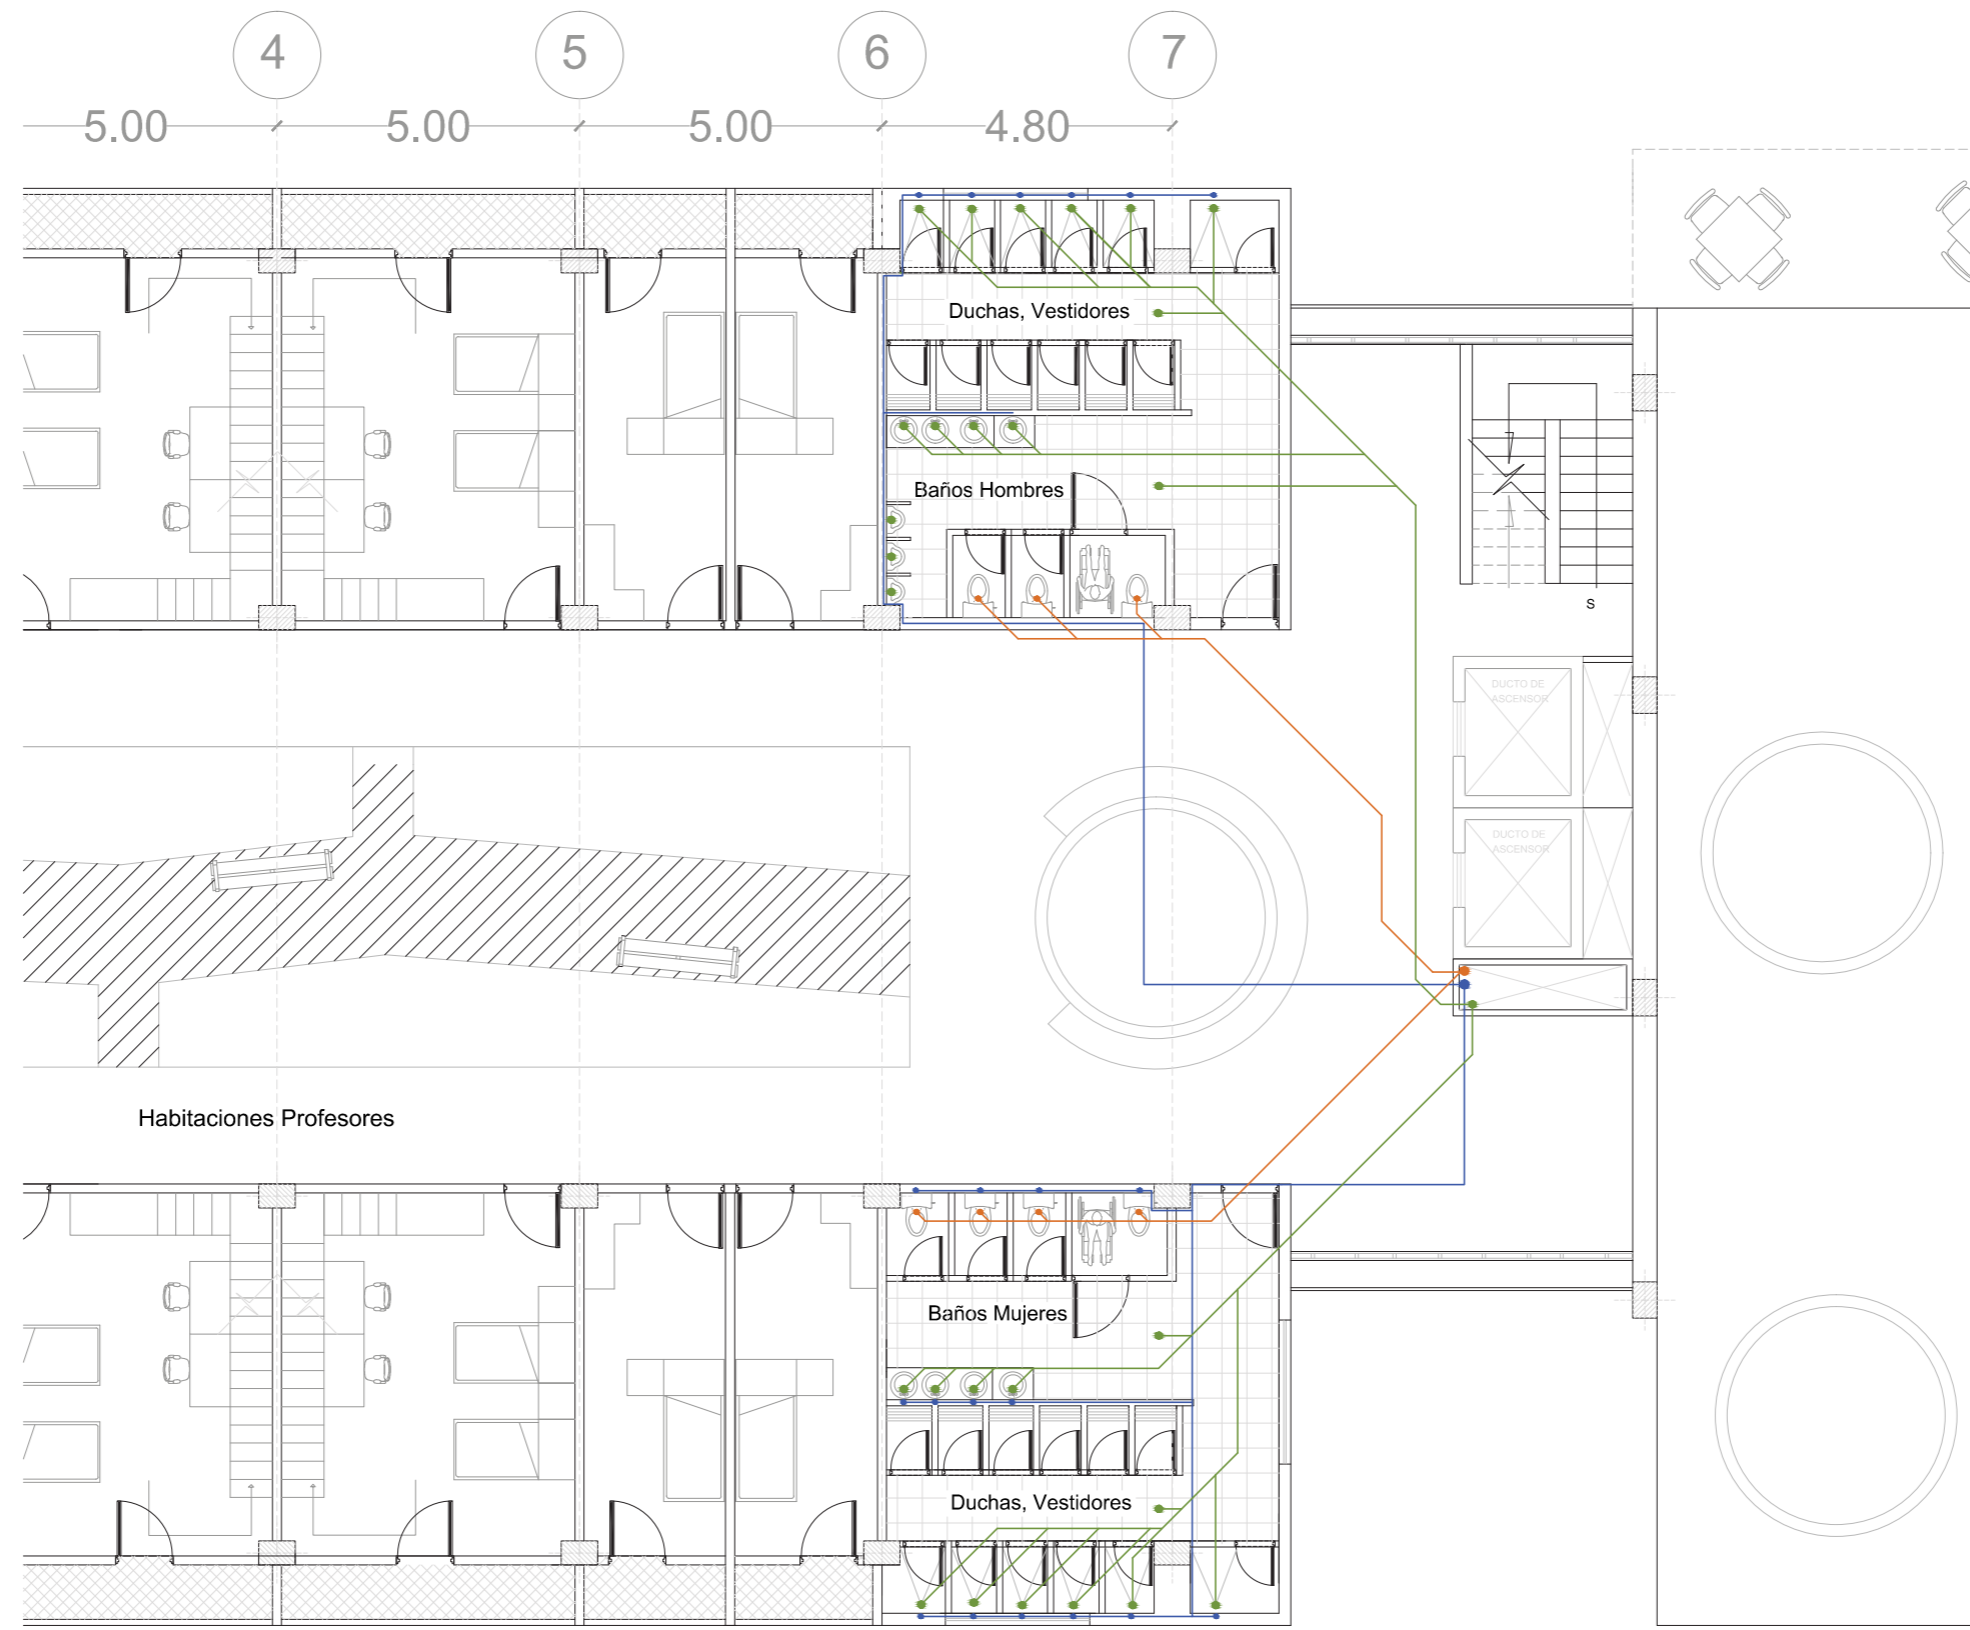 4
5
6
7
5.00
5.00
5.00
4.80
Duchas, Vestidores
Baños Hombres
S
DUCTO DE
ASCENSOR
DUCTO DE
ASCENSOR
Habitaciones Profesores
Baños Mujeres
Duchas, Vestidores